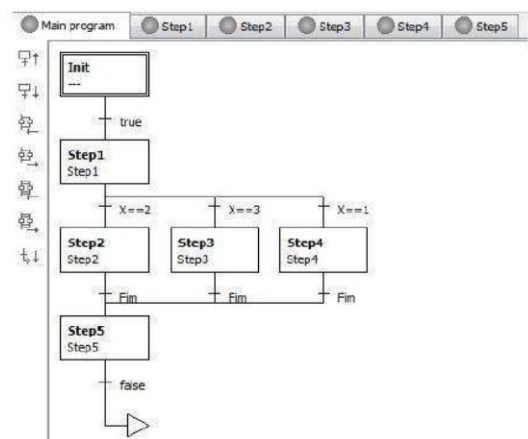 Main program Step1 Step2 Step3 Step4 Step5
Init
---
true
Step1
Step1
X==2 X==3 X==1
Step2 Step3 Step4
Step2 Step3 Step4
Fim Fim Fim
Step5
Step5
false